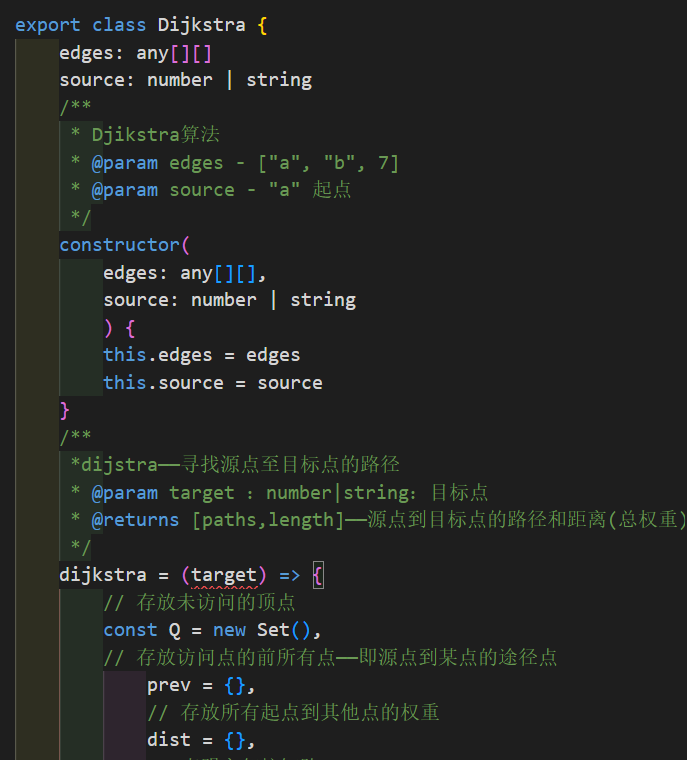 export class Dijkstra {
edges: any[][]
source: number | string
/**
* Djikstra算法
* @param edges - ["a", "b", 7]
* @param source - "a" 起点
*/
constructor(
edges: any[][],
source: number | string
) {
this.edges = edges
this.source = source
}
/**
*dijstra——寻找源点至目标点的路径
* @param target : number|string: 目标点
* @returns [paths,length]——源点到目标点的路径和距离(总权重)
*/
dijkstra = (target) => {
// 存放未访问的顶点
const Q = new Set(),
// 存放访问点的前所有点——即源点到某点的途径点
prev = {},
// 存放所有起点到其他点的权重
dist = {},